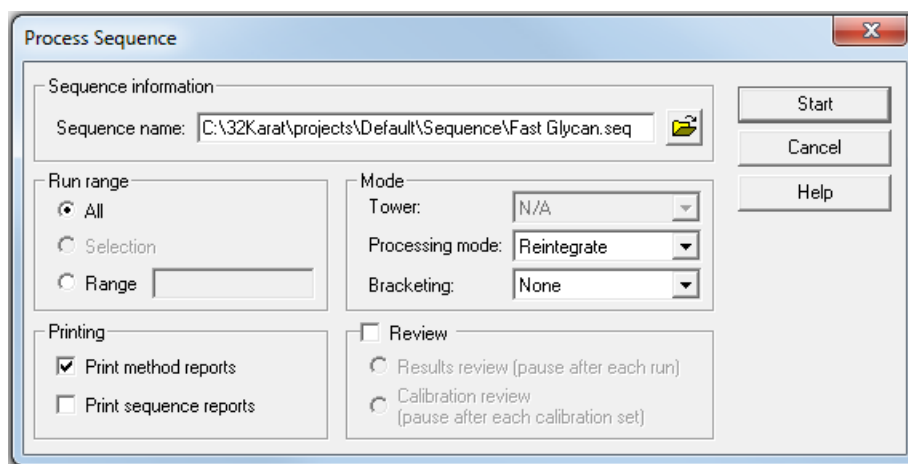 Process Sequence
Sequence information
Sequence name: C:\32Karat\projects\Default\Sequence\Fast Glycan.seq
Start
Cancel
Help
Run range
All
Selection
Range
Mode
Tower: N/A
Processing mode: Reintegrate
Bracketing: None
Printing
Print method reports
Print sequence reports
Review
Results review (pause after each run)
Calibration review
(pause after each calibration set)